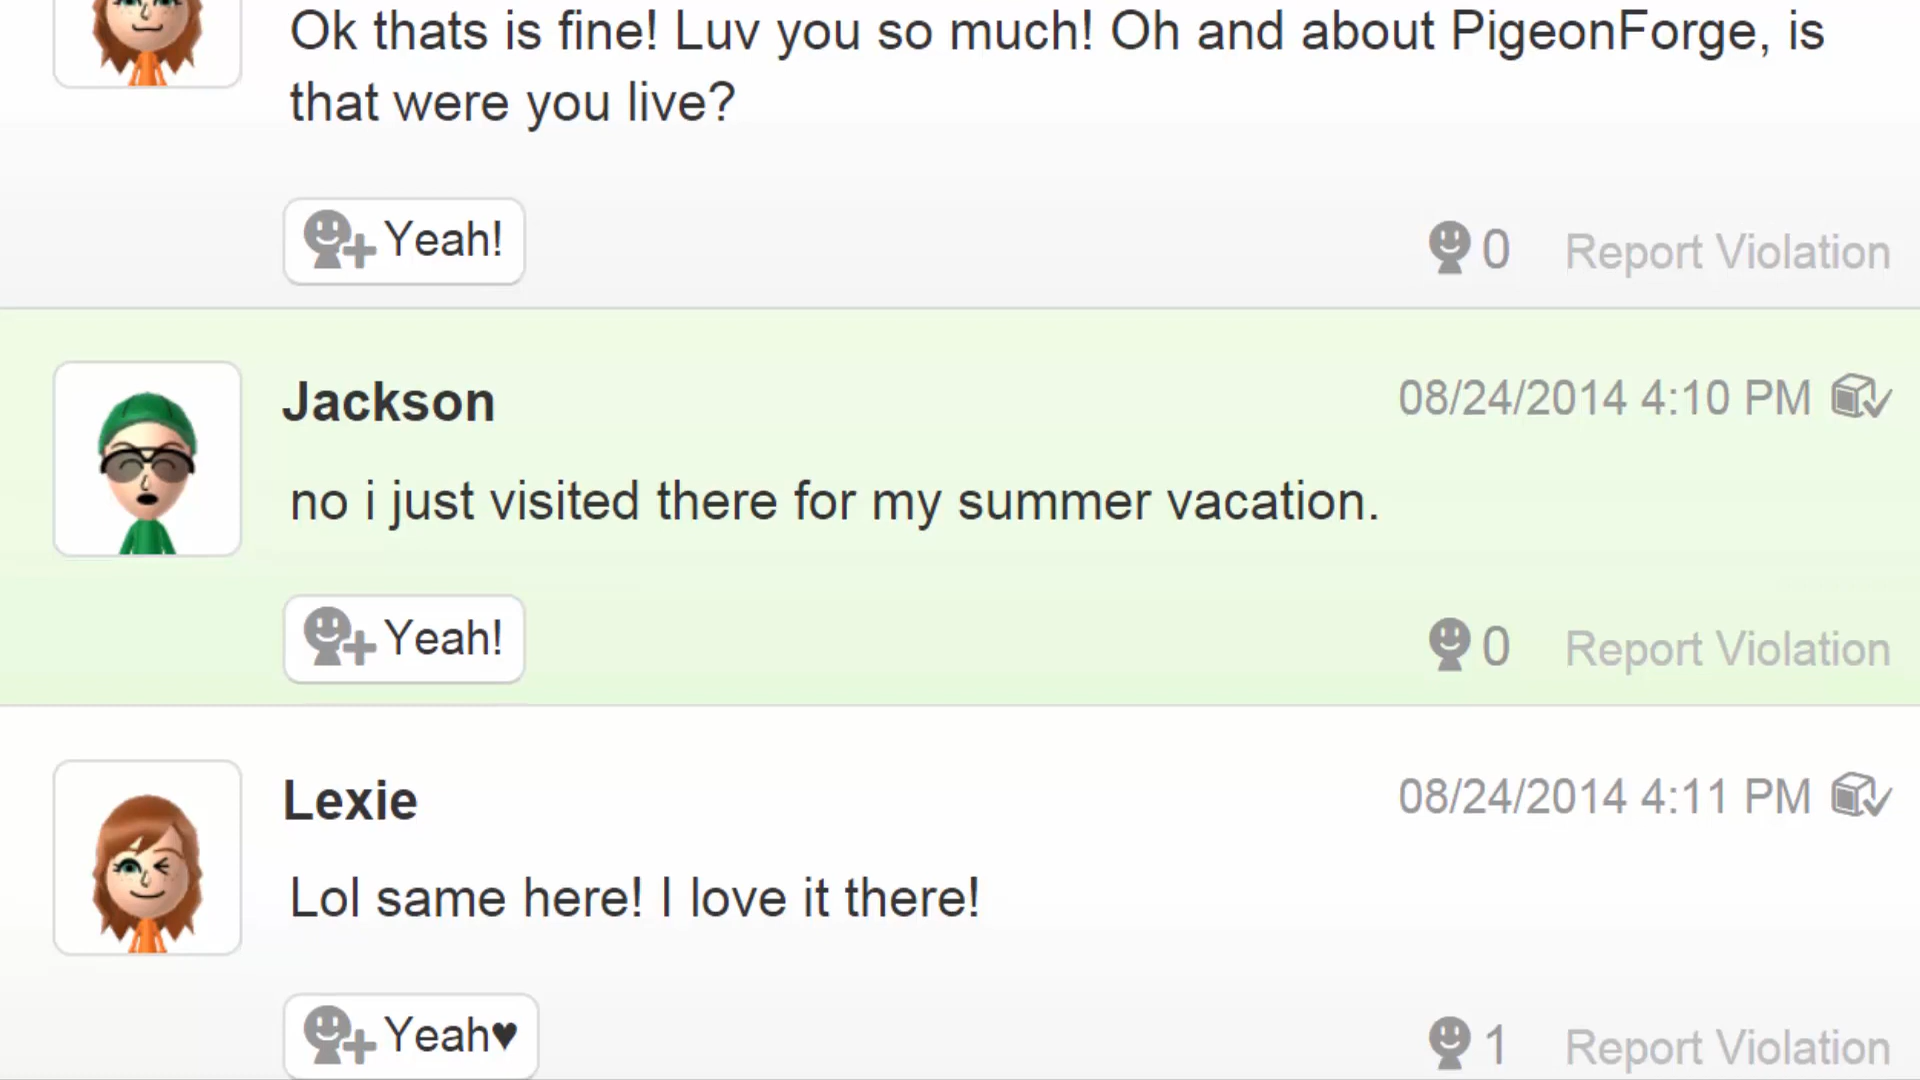 Ok thats is fine! Luv you so much! Oh and about PigeonForge, is
that were you live?
Yeah!
0 Report Violation
Jackson
08/24/2014 4:10 PM
no i just visited there for my summer vacation.
Yeah!
0 Report Violation
Lexie
08/24/2014 4:11 PM
Lol same here! I love it there!
Yeah♥
1 Report Violation